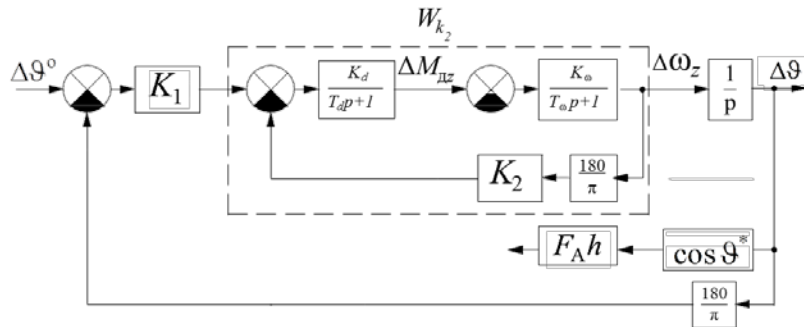 W_{k_2}
Δϑ°
K_1
K_d
T_d p+1
ΔM_{дz}
K_ω
T_ω p+1
Δω_z
1
p
Δϑ
K_2
180
π
F_A h
cos ϑ^*
180
π